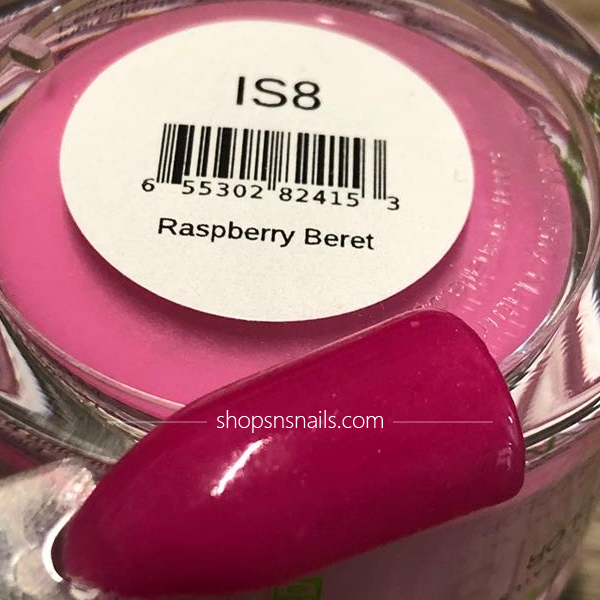 IS8
6 55302 82415 3
Raspberry Beret
shopsnsnails.com